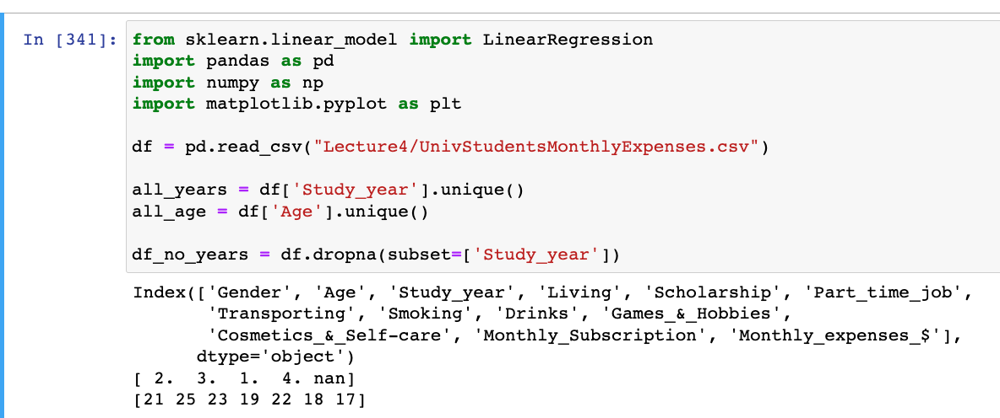 In [341]: from sklearn.linear_model import LinearRegression
import pandas as pd
import numpy as np
import matplotlib.pyplot as plt
df = pd.read_csv("Lecture4/UnivStudentsMonthlyExpenses.csv")
all_years = df['Study_year'].unique()
all_age = df['Age'].unique()
df_no_years = df.dropna(subset=['Study_year'])
Index(['Gender', 'Age', 'Study_year', 'Living', 'Scholarship', 'Part_time_job',
'Transporting', 'Smoking', 'Drinks', 'Games_&_Hobbies',
'Cosmetics_&_Self-care', 'Monthly_Subscription', 'Monthly_expenses_$'],
dtype='object')
[ 2.  3.  1.  4. nan]
[21 25 23 19 22 18 17]